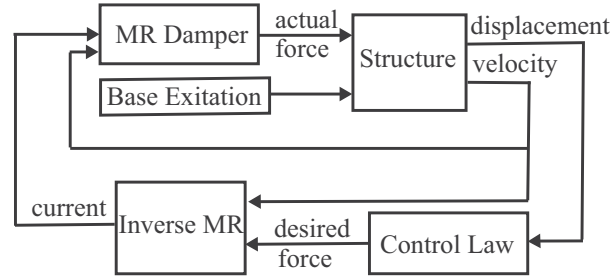 MR Damper
actual
force
Structure
displacement
velocity
Base Exitation
current
Inverse MR
desired
force
Control Law